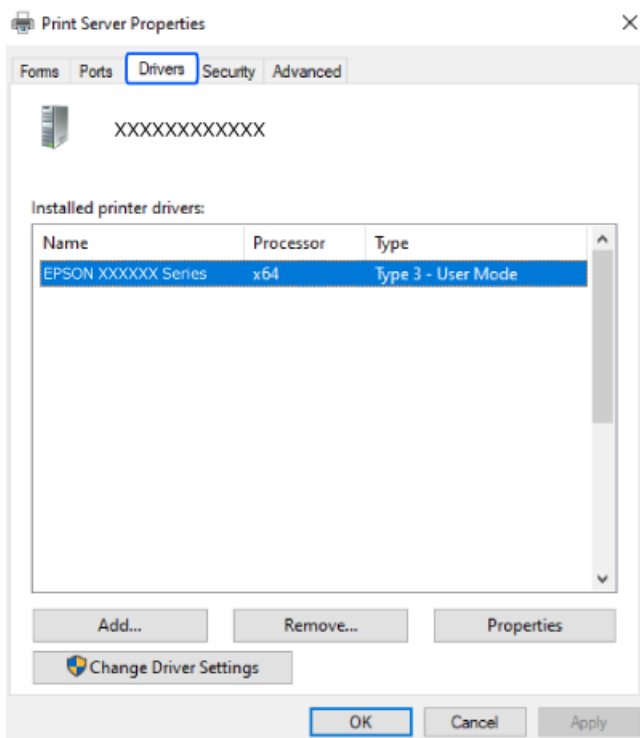 Print Server Properties
Forms Ports Drivers Security Advanced
XXXXXXXXXXXX
Installed printer drivers:
Name Processor Type
EPSON XXXXXX Series x64 Type 3 - User Mode
Add... Remove... Properties
Change Driver Settings
OK Cancel Apply